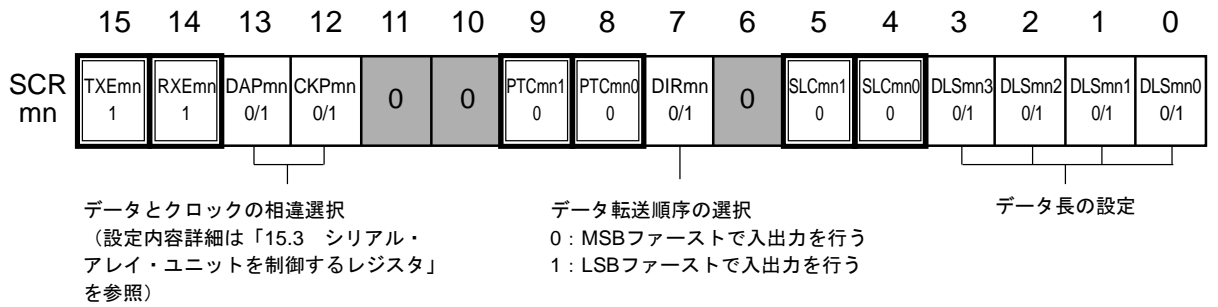 15 14 13 12 11 10 9 8 7 6 5 4 3 2 1 0
SCR
mn
TXEmn RXEmn DAPmn CKPmn 0 0 PTCmn1 PTCmn0 DIRmn 0 SLCmn1 SLCmn0 DLSmn3 DLSmn2 DLSmn1 DLSmn0
1 1 0/1 0/1 0 0 0/1 0 0 0/1 0/1 0/1 0/1
データとクロックの相違選択
（設定内容詳細は「15.3　シリアル・
アレイ・ユニットを制御するレジスタ」
を参照）
データ転送順序の選択
0：MSBファーストで入出力を行う
1：LSBファーストで入出力を行う
データ長の設定